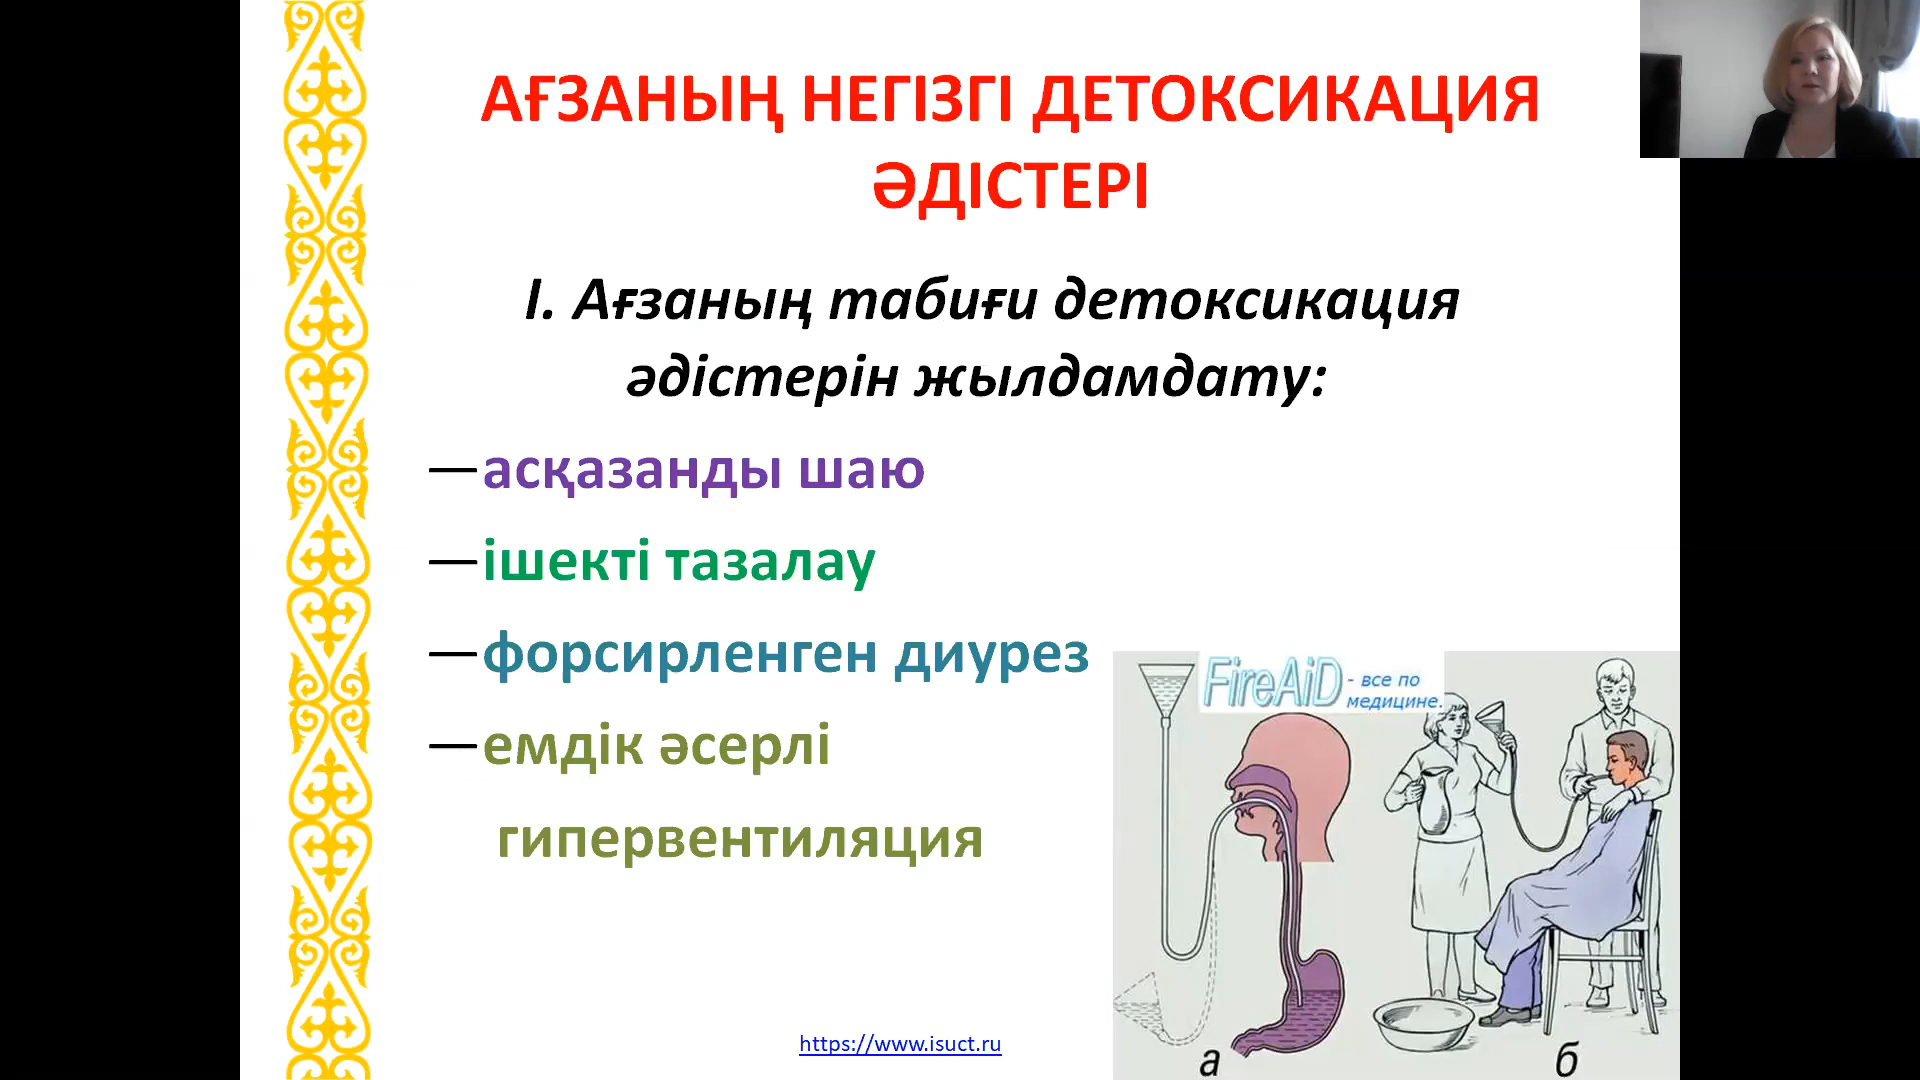 АҒЗАНЫҢ НЕГІЗГІ ДЕТОКСИКАЦИЯ
ӘДІСТЕРІ
I. Ағзаның табиғи детоксикация
әдістерін жылдамдату:
—асқазанды шаю
—ішекті тазалау
—форсирленген диурез
—емдік әсерлі
гипервентиляция
FireAiD - все по
медицине.
а
б
https://www.isuct.ru